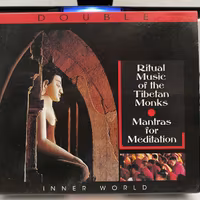 DOUBLE
Ritual
Music
of the
Tibetan
Monks
Mantras
for
Meditation
INNER WORLD